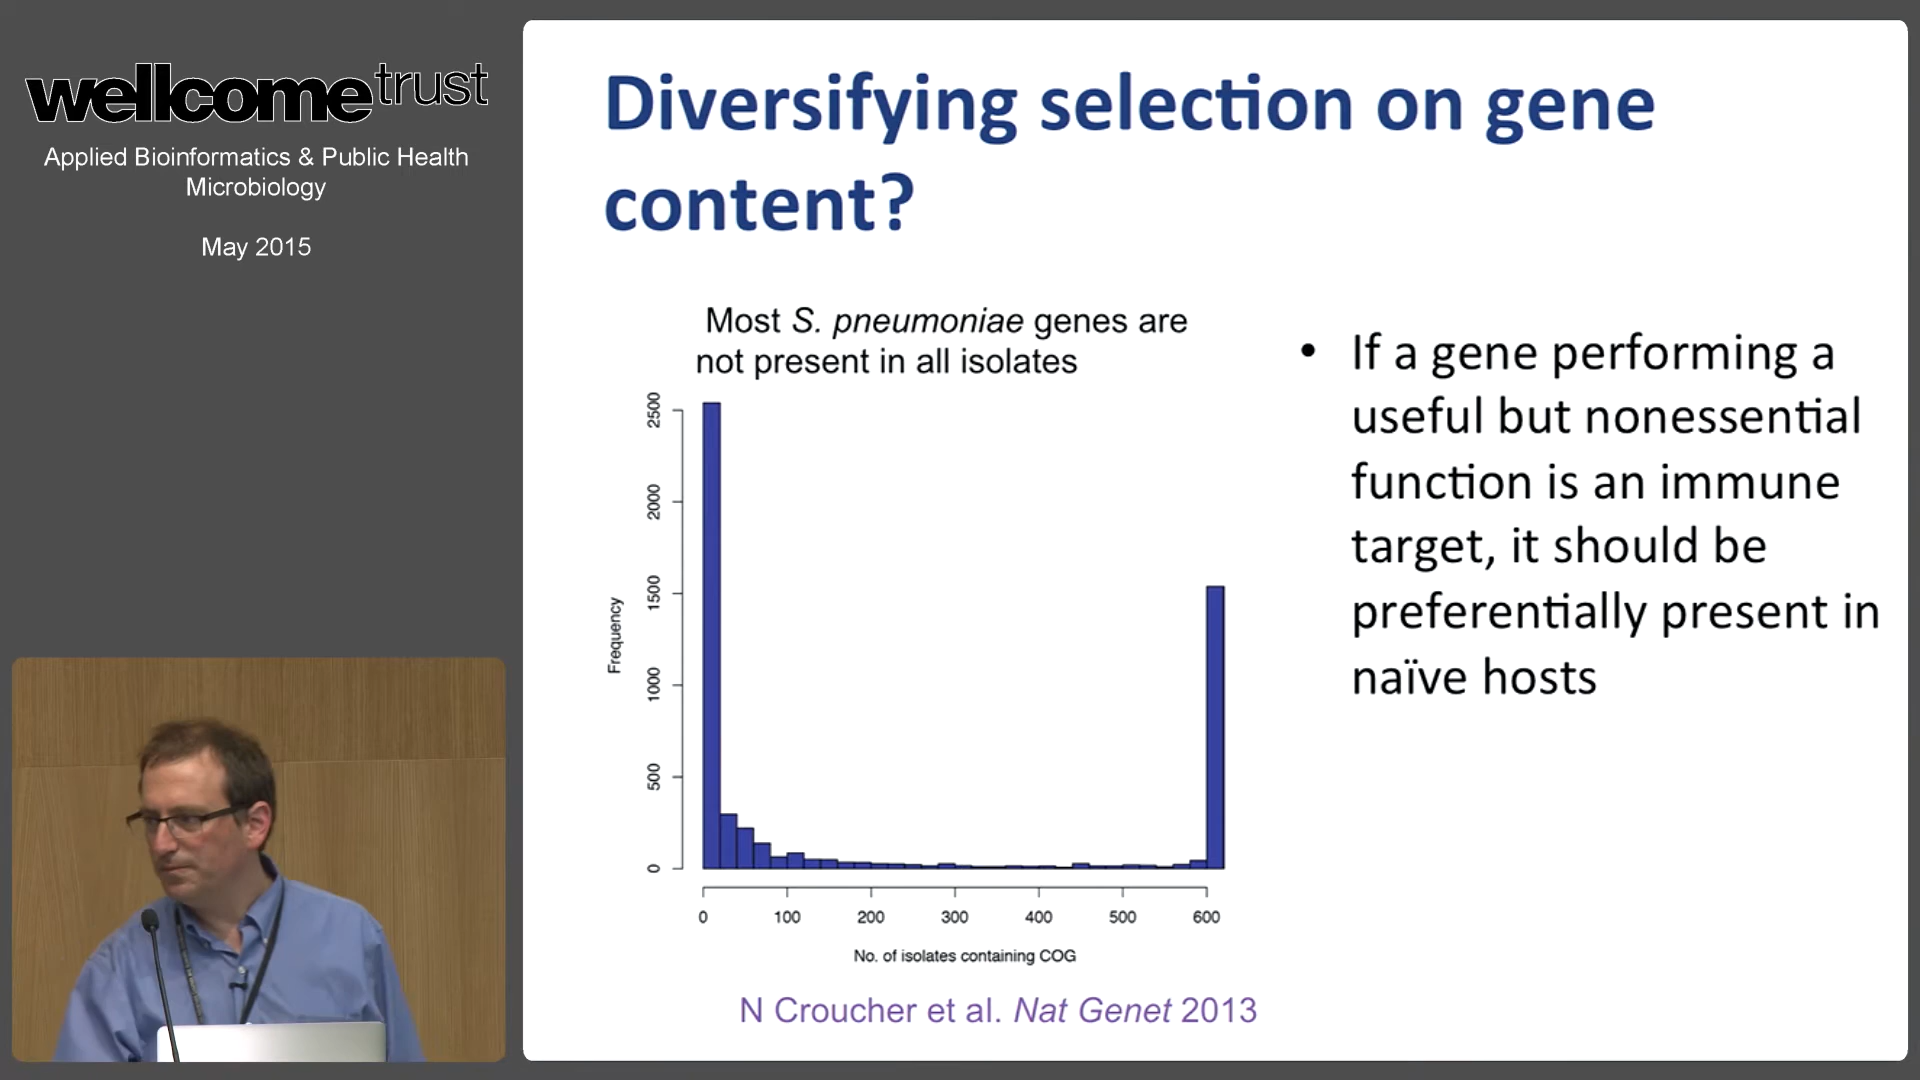 wellcometrust
Applied Bioinformatics & Public Health
Microbiology
May 2015
Diversifying selection on gene
content?
Most S. pneumoniae genes are
not present in all isolates
2500
2000
1500
1000
500
0
Frequency
0 100 200 300 400 500 600
No. of isolates containing COG
N Croucher et al. Nat Genet 2013
• If a gene performing a
useful but nonessential
function is an immune
target, it should be
preferentially present in
naïve hosts